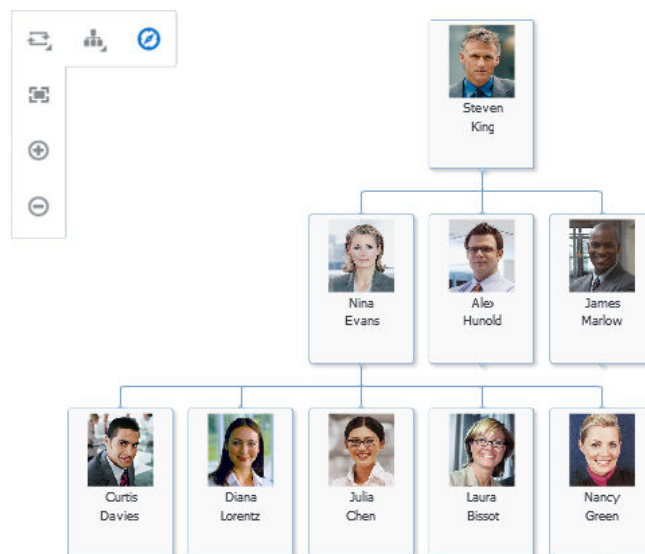 Steven
King
Nina
Evans
Alex
Hunold
James
Marlow
Curtis
Davies
Diana
Lorentz
Julia
Chen
Laura
Bissot
Nancy
Green